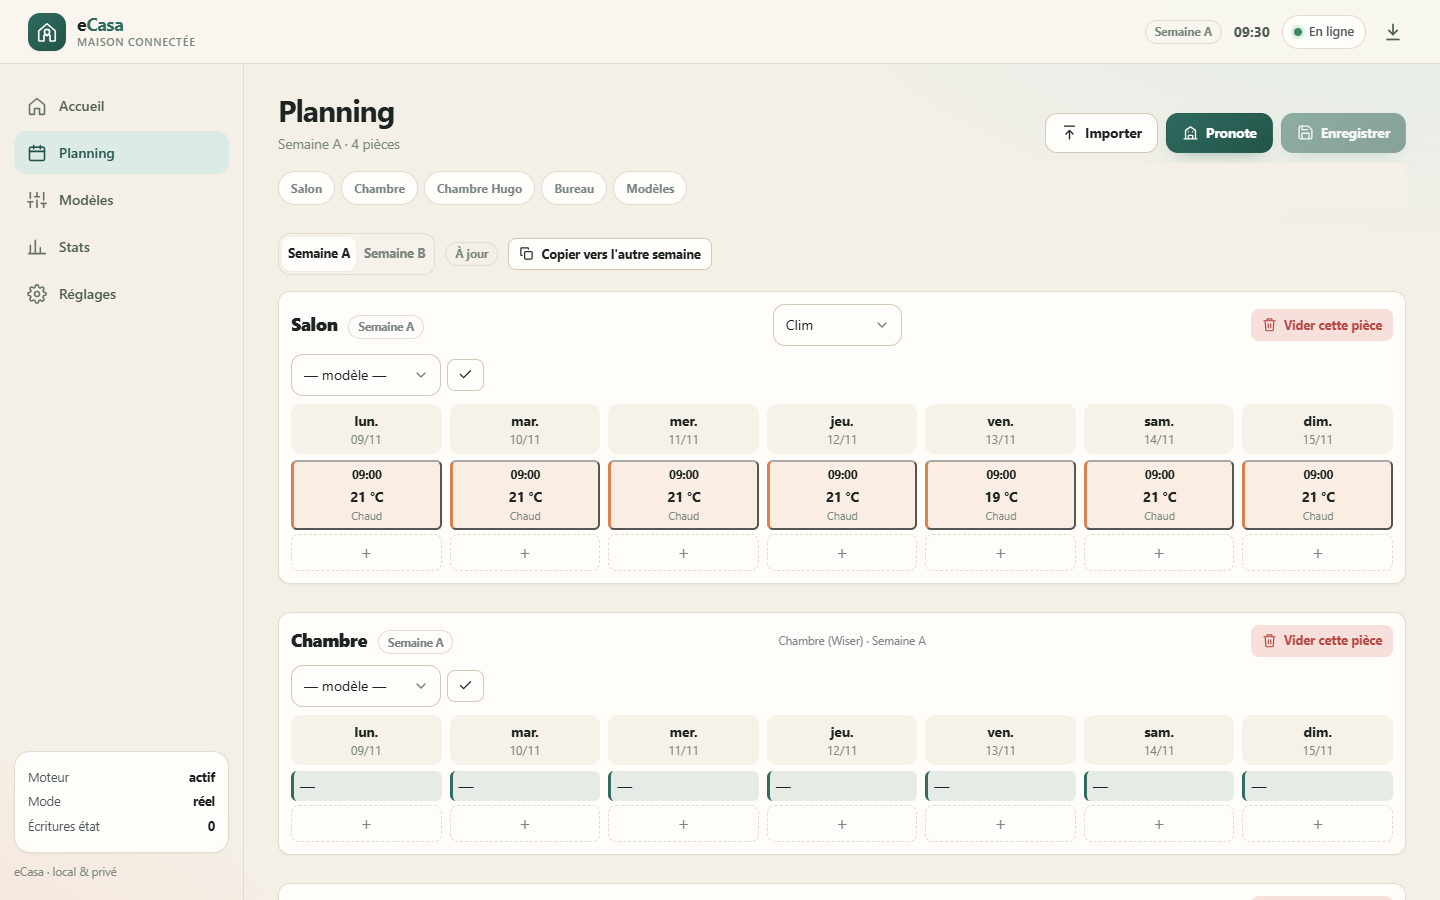 eCasa
MAISON CONNECTÉE
Semaine A
09:30
En ligne
Accueil
Planning
Modèles
Stats
Réglages
Moteur actif
Mode réel
Écritures état 0
eCasa · local & privé
Planning
Semaine A · 4 pièces
Importer
Pronote
Enregistrer
Salon
Chambre
Chambre Hugo
Bureau
Modèles
Semaine A
Semaine B
À jour
Copier vers l'autre semaine
Salon
Semaine A
Clim
Vider cette pièce
— modèle —
lun. mar. mer. jeu. ven. sam. dim.
09/11 10/11 11/11 12/11 13/11 14/11 15/11
09:00 09:00 09:00 09:00 09:00 09:00 09:00
21 °C 21 °C 21 °C 21 °C 19 °C 21 °C 21 °C
Chaud Chaud Chaud Chaud Chaud Chaud Chaud
+ + + + + + +
Chambre
Semaine A
Chambre (Wiser) · Semaine A
Vider cette pièce
— modèle —
lun. mar. mer. jeu. ven. sam. dim.
09/11 10/11 11/11 12/11 13/11 14/11 15/11
— — — — — — —
+ + + + + + +